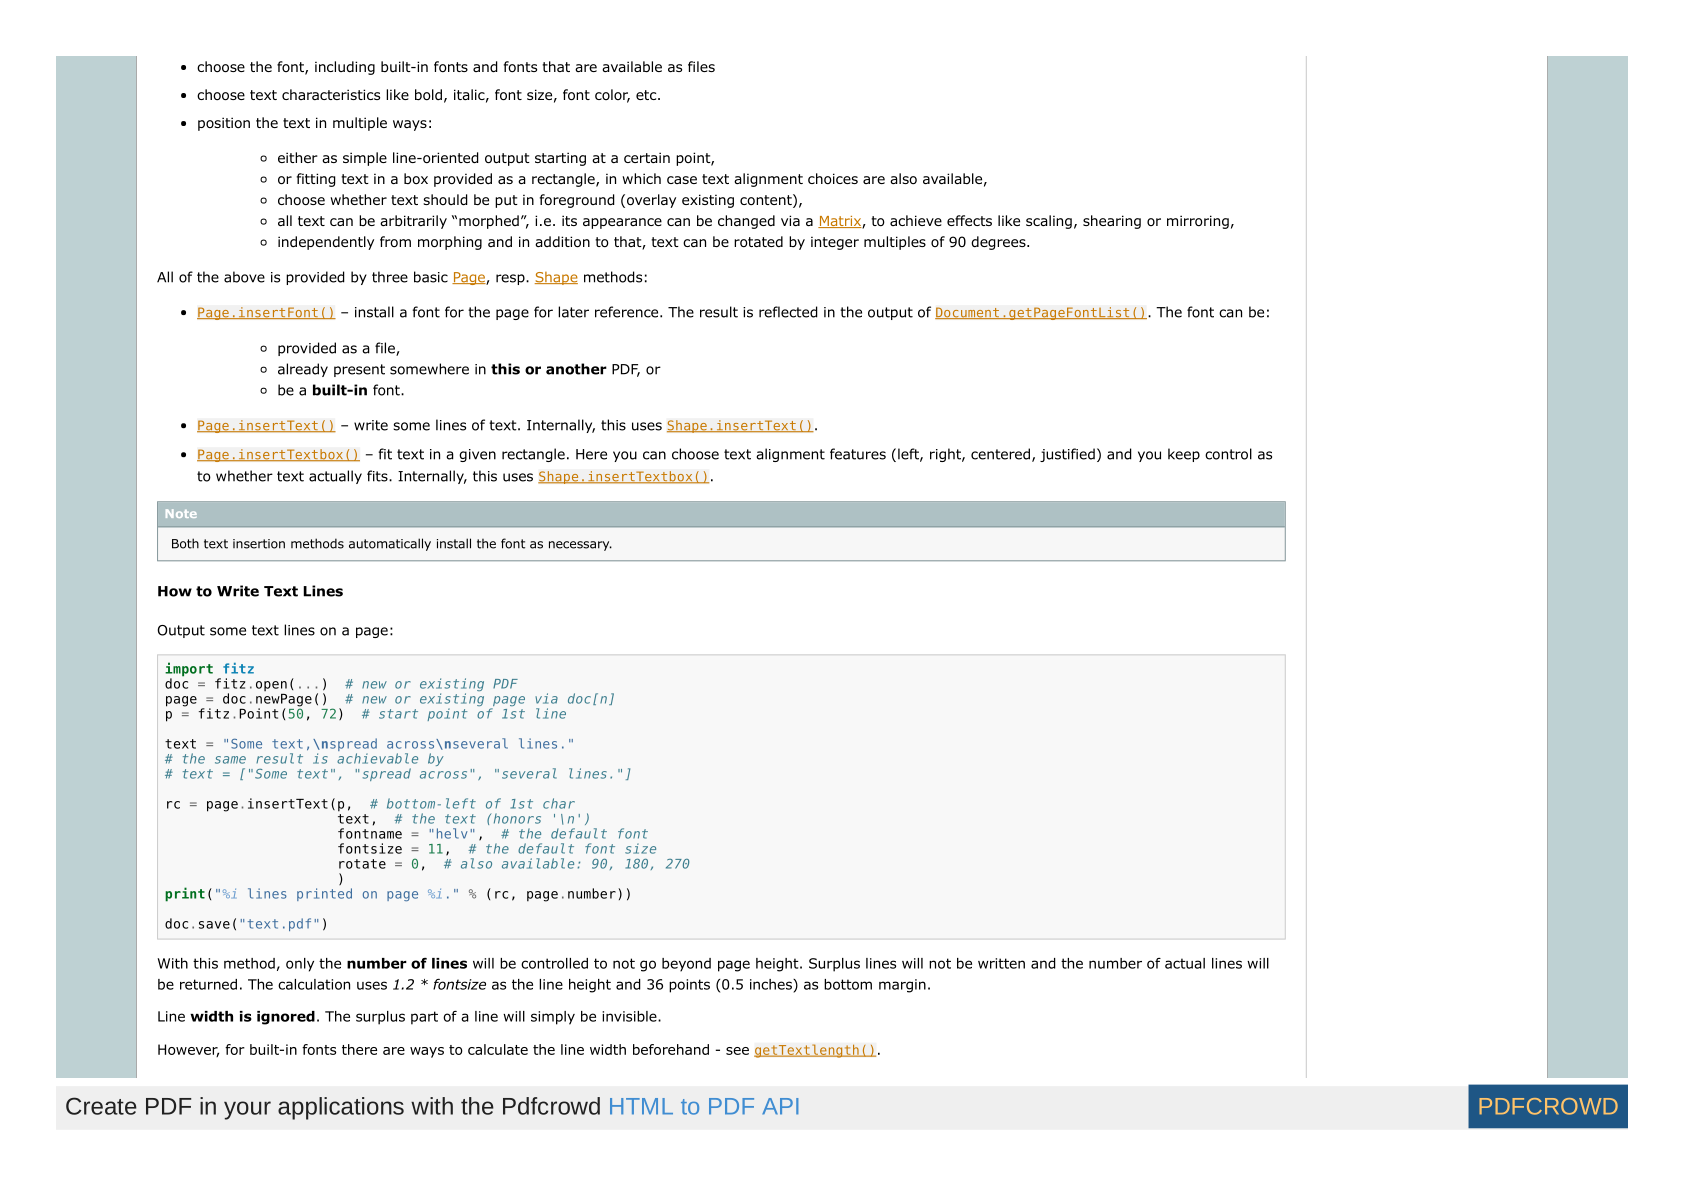 • choose the font, including built-in fonts and fonts that are available as files
• choose text characteristics like bold, italic, font size, font color, etc.
• position the text in multiple ways:
◦ either as simple line-oriented output starting at a certain point,
◦ or fitting text in a box provided as a rectangle, in which case text alignment choices are also available,
◦ choose whether text should be put in foreground (overlay existing content),
◦ all text can be arbitrarily “morphed”, i.e. its appearance can be changed via a Matrix, to achieve effects like scaling, shearing or mirroring,
◦ independently from morphing and in addition to that, text can be rotated by integer multiples of 90 degrees.
All of the above is provided by three basic Page, resp. Shape methods:
• Page.insertFont() – install a font for the page for later reference. The result is reflected in the output of Document.getPageFontList(). The font can be:
◦ provided as a file,
◦ already present somewhere in this or another PDF, or
◦ be a built-in font.
• Page.insertText() – write some lines of text. Internally, this uses Shape.insertText().
• Page.insertTextbox() – fit text in a given rectangle. Here you can choose text alignment features (left, right, centered, justified) and you keep control as
to whether text actually fits. Internally, this uses Shape.insertTextbox().
Note
Both text insertion methods automatically install the font as necessary.
How to Write Text Lines
Output some text lines on a page:
import fitz
doc = fitz.open(...)  # new or existing PDF
page = doc.newPage()  # new or existing page via doc[n]
p = fitz.Point(50, 72)  # start point of 1st line
text = "Some text,\nspread across\nseveral lines."
# the same result is achievable by
# text = ["Some text", "spread across", "several lines."]
rc = page.insertText(p,  # bottom-left of 1st char
                     text,  # the text (honors '\n')
                     fontname = "helv",  # the default font
                     fontsize = 11,  # the default font size
                     rotate = 0,  # also available: 90, 180, 270
                     )
print("%i lines printed on page %i." % (rc, page.number))
doc.save("text.pdf")
With this method, only the number of lines will be controlled to not go beyond page height. Surplus lines will not be written and the number of actual lines will
be returned. The calculation uses 1.2 * fontsize as the line height and 36 points (0.5 inches) as bottom margin.
Line width is ignored. The surplus part of a line will simply be invisible.
However, for built-in fonts there are ways to calculate the line width beforehand - see getTextlength().
Create PDF in your applications with the Pdfcrowd HTML to PDF API
PDFCROWD